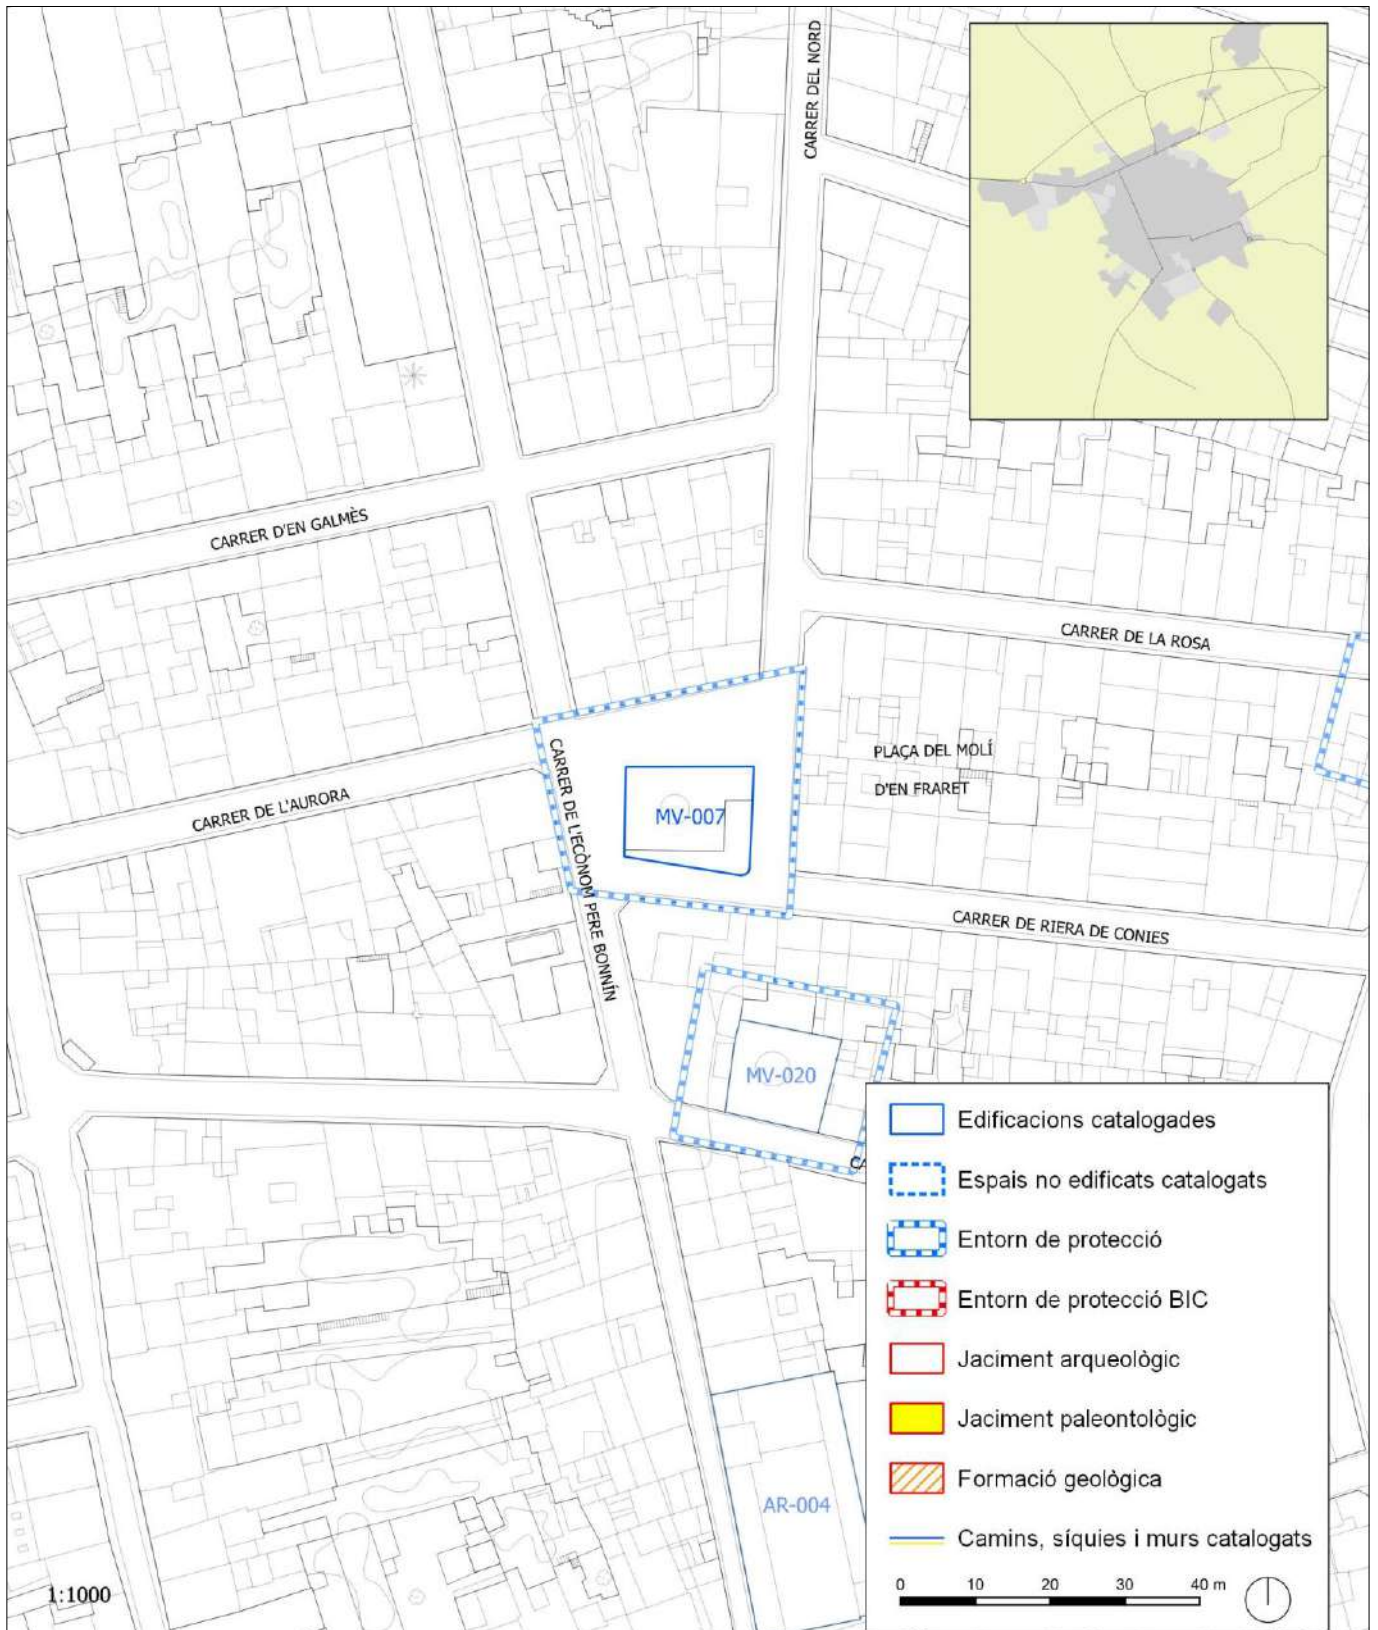 CARRER DEL NORD
CARRER D'EN GALMÈS
CARRER DE LA ROSA
PLAÇA DEL MOLÍ
D'EN FRARET
CARRER DE L'AURORA
CARRER DE L'ECÒNOM PERE BONNÍN
MV-007
CARRER DE RIERA DE CONIES
MV-020
CA
AR-004
Edificacions catalogades
Espais no edificats catalogats
Entorn de protecció
Entorn de protecció BIC
Jaciment arqueològic
Jaciment paleontològic
Formació geològica
Camins, síquies i murs catalogats
0 10 20 30 40 m
1:1000